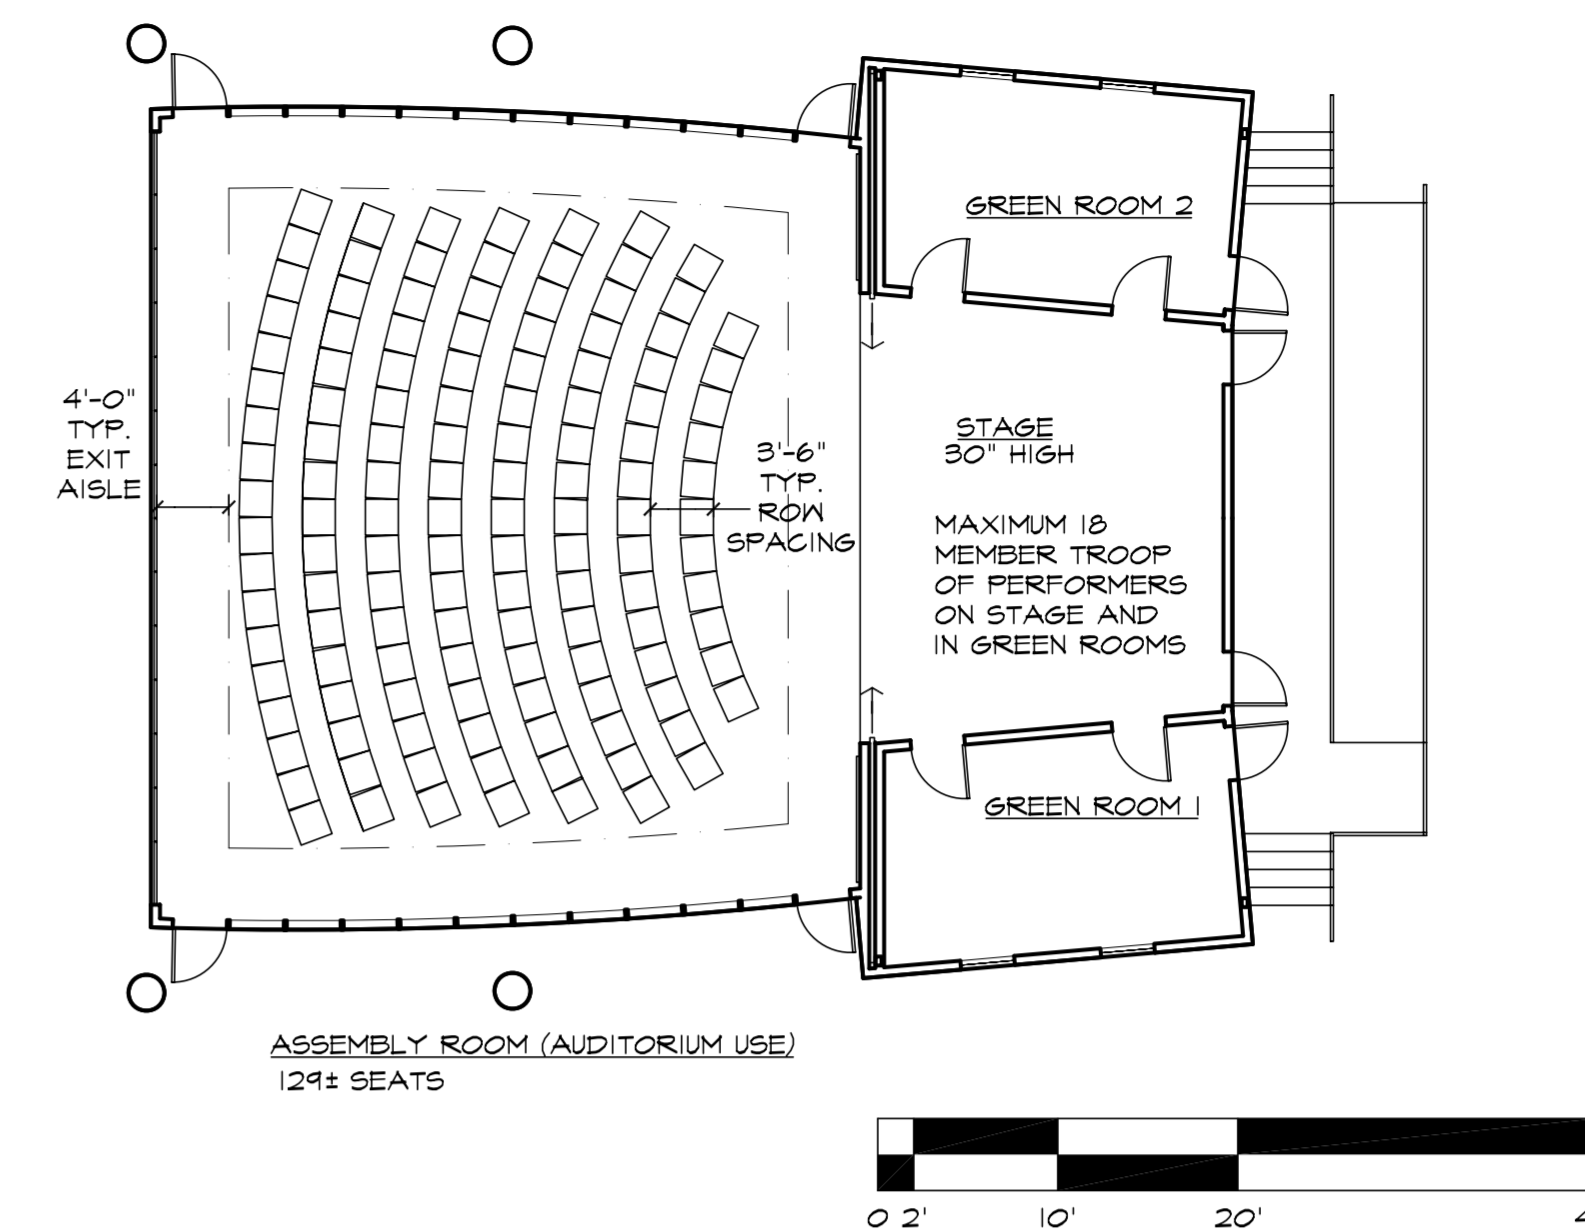 GREEN ROOM 2
4'-0"
TYP.
EXIT
AISLE
3'-6"
TYP.
ROW
SPACING
STAGE
30" HIGH
MAXIMUM 18
MEMBER TROOP
OF PERFORMERS
ON STAGE AND
IN GREEN ROOMS
GREEN ROOM 1
ASSEMBLY ROOM (AUDITORIUM USE)
129± SEATS
0 2' 10' 20'